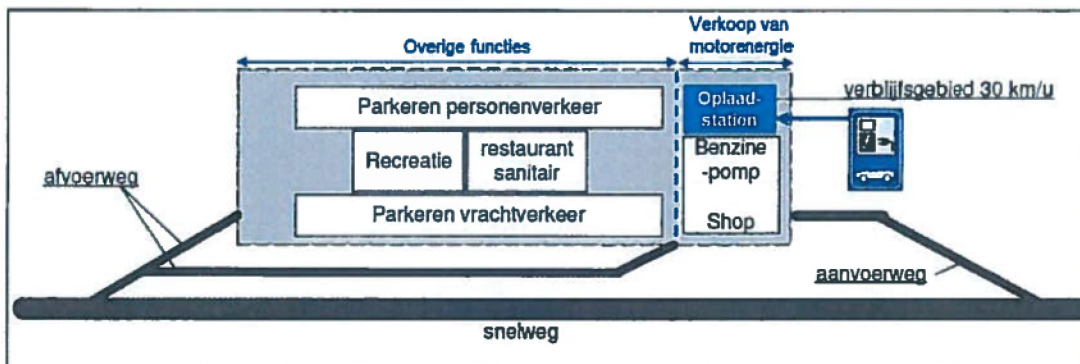 Overige functies
Verkoop van
motorenergie
Parkeren personenverkeer
Oplaad-
station
verblijfsgebied 30 km/u
Recreatie
restaurant
sanitair
Benzine
-pomp
afvoerweg
Parkeren vrachtverkeer
Shop
aanvoerweg
snelweg